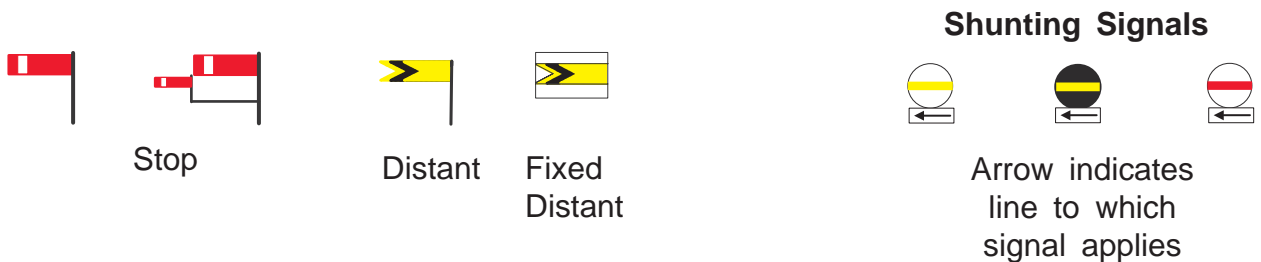 Shunting Signals
Stop
Distant
Fixed
Distant
Arrow indicates
line to which
signal applies